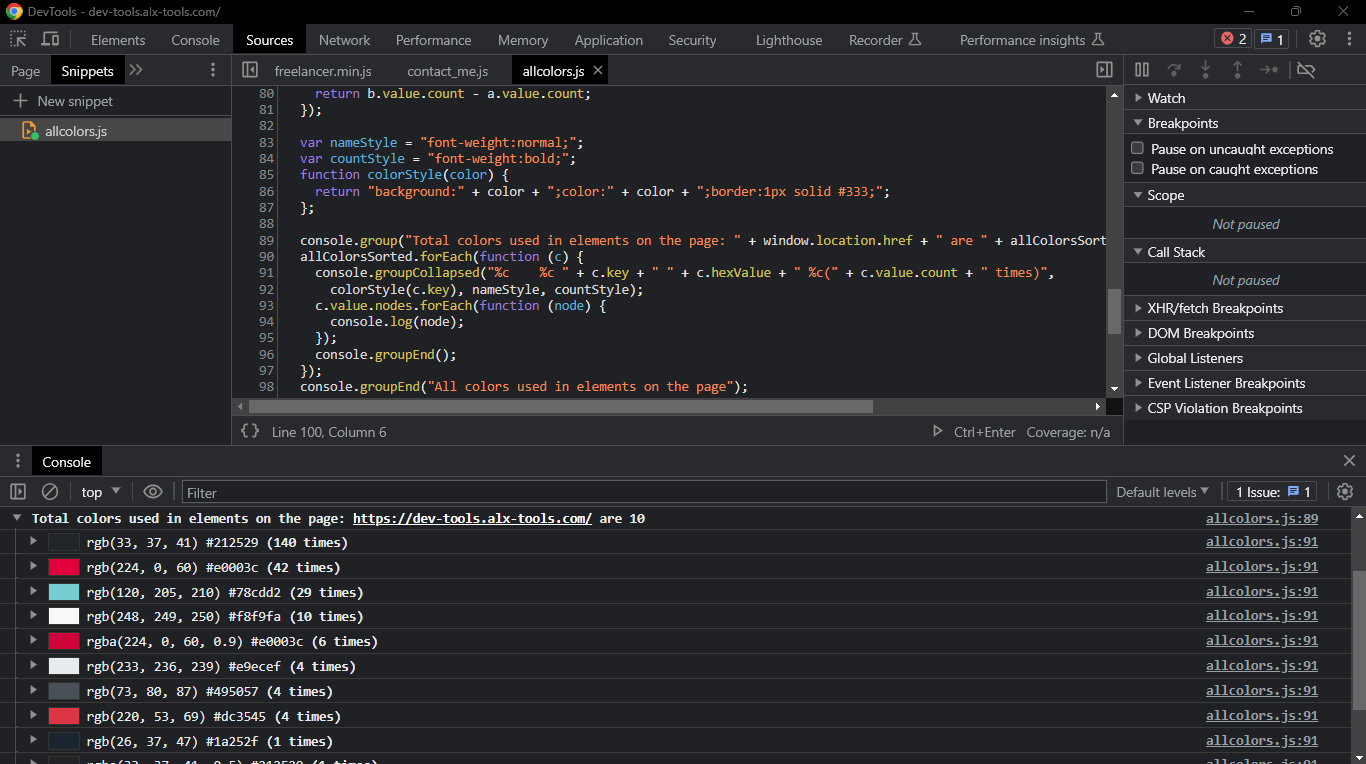 DevTools - dev-tools.alx-tools.com/
Elements Console Sources Network Performance Memory Application Security Lighthouse Recorder Performance insights 2 1
Page Snippets
freelancer.min.js contact_me.js allcolors.js
New snippet
allcolors.js
80 return b.value.count - a.value.count;
81 });
82
83 var nameStyle = "font-weight:normal;";
84 var countStyle = "font-weight:bold;";
85 function colorStyle(color) {
86 return "background:" + color + ";color:" + color + ";border:1px solid #333;";
87 };
88
89 console.group("Total colors used in elements on the page: " + window.location.href + " are " + allColorsSort
90 allColorsSorted.forEach(function (c) {
91 console.groupCollapsed("%c    %c " + c.key + " " + c.hexValue + " %c(" + c.value.count + " times)",
92 colorStyle(c.key), nameStyle, countStyle);
93 c.value.nodes.forEach(function (node) {
94 console.log(node);
95 });
96 console.groupEnd();
97 });
98 console.groupEnd("All colors used in elements on the page");
{} Line 100, Column 6 Ctrl+Enter Coverage: n/a
Watch
Breakpoints
Pause on uncaught exceptions
Pause on caught exceptions
Scope
Not paused
Call Stack
Not paused
XHR/fetch Breakpoints
DOM Breakpoints
Global Listeners
Event Listener Breakpoints
CSP Violation Breakpoints
Console
top Filter Default levels 1 Issue: 1
Total colors used in elements on the page: https://dev-tools.alx-tools.com/ are 10 allcolors.js:89
rgb(33, 37, 41) #212529 (140 times) allcolors.js:91
rgb(224, 0, 60) #e0003c (42 times) allcolors.js:91
rgb(120, 205, 210) #78cdd2 (29 times) allcolors.js:91
rgb(248, 249, 250) #f8f9fa (10 times) allcolors.js:91
rgba(224, 0, 60, 0.9) #e0003c (6 times) allcolors.js:91
rgb(233, 236, 239) #e9ecef (4 times) allcolors.js:91
rgb(73, 80, 87) #495057 (4 times) allcolors.js:91
rgb(220, 53, 69) #dc3545 (4 times) allcolors.js:91
rgb(26, 37, 47) #1a252f (1 times) allcolors.js:91